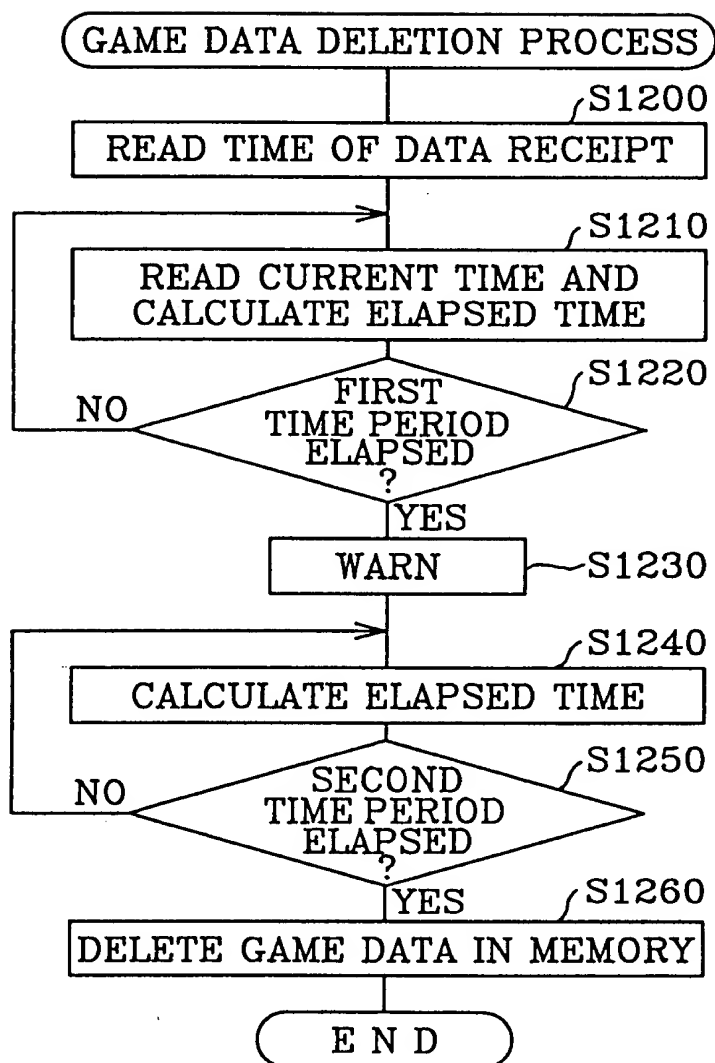 GAME DATA DELETION PROCESS
S1200
READ TIME OF DATA RECEIPT
S1210
READ CURRENT TIME AND
CALCULATE ELAPSED TIME
S1220
FIRST
TIME PERIOD
ELAPSED
?
NO
YES
WARN
S1230
S1240
CALCULATE ELAPSED TIME
S1250
SECOND
TIME PERIOD
ELAPSED
?
NO
YES
S1260
DELETE GAME DATA IN MEMORY
END